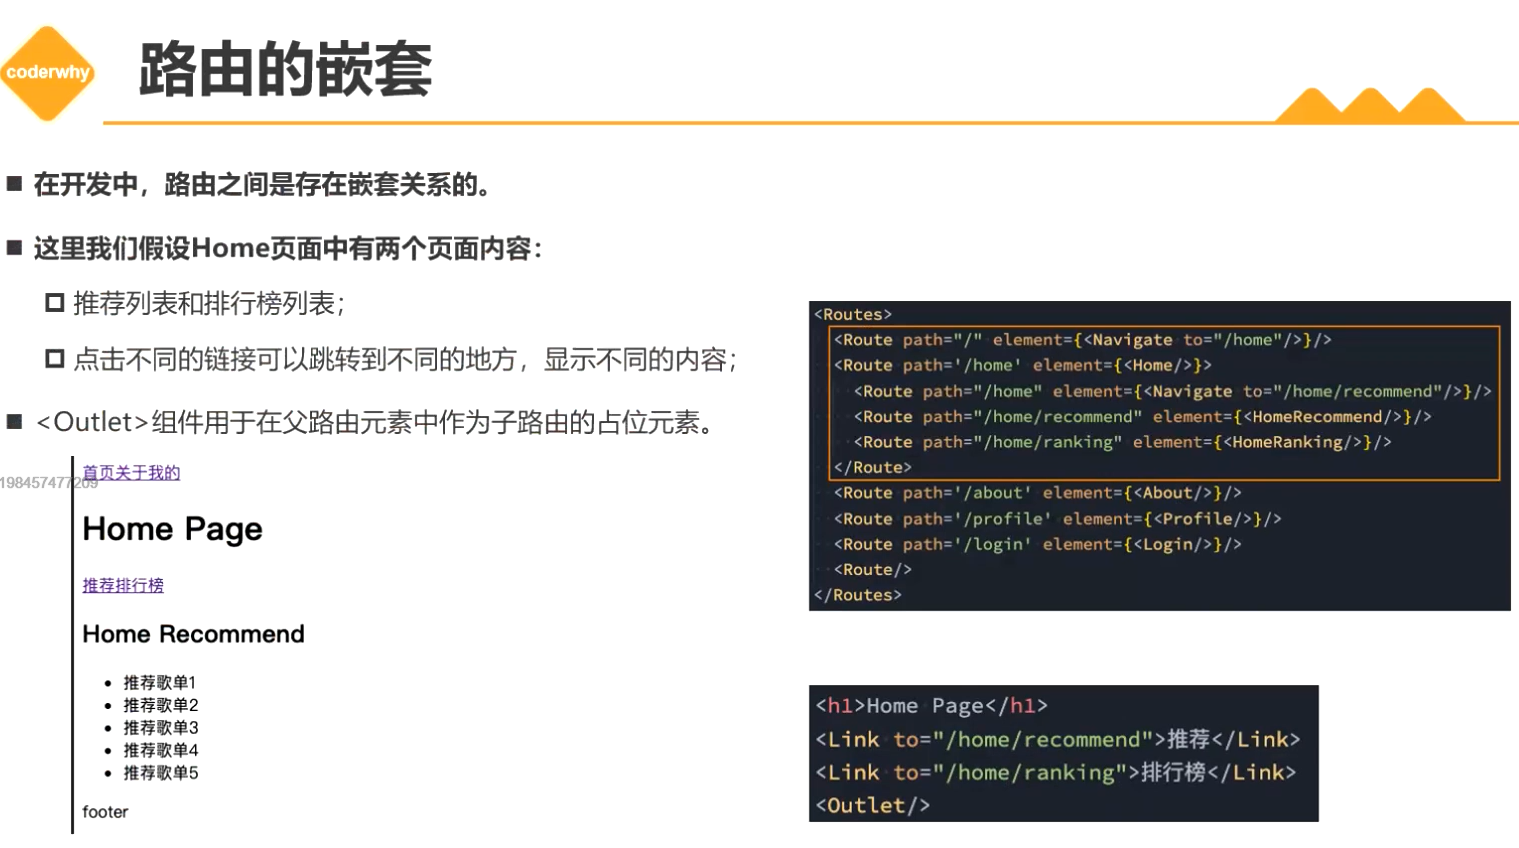 coderwhy
路由的嵌套
在开发中，路由之间是存在嵌套关系的。
这里我们假设Home页面中有两个页面内容：
推荐列表和排行榜列表；
点击不同的链接可以跳转到不同的地方，显示不同的内容；
<Outlet>组件用于在父路由元素中作为子路由的占位元素。
首页关于我的
198457477209
Home Page
推荐排行榜
Home Recommend
推荐歌单1
推荐歌单2
推荐歌单3
推荐歌单4
推荐歌单5
footer
<Routes>
<Route path="/" element={<Navigate to="/home"/>}/>
<Route path='/home' element={<Home/>}>
<Route path="/home" element={<Navigate to="/home/recommend"/>}/>
<Route path="/home/recommend" element={<HomeRecommend/>}/>
<Route path="/home/ranking" element={<HomeRanking/>}/>
</Route>
<Route path='/about' element={<About/>}/>
<Route path='/profile' element={<Profile/>}/>
<Route path='/login' element={<Login/>}/>
<Route/>
</Routes>
<h1>Home Page</h1>
<Link to="/home/recommend">推荐</Link>
<Link to="/home/ranking">排行榜</Link>
<Outlet/>